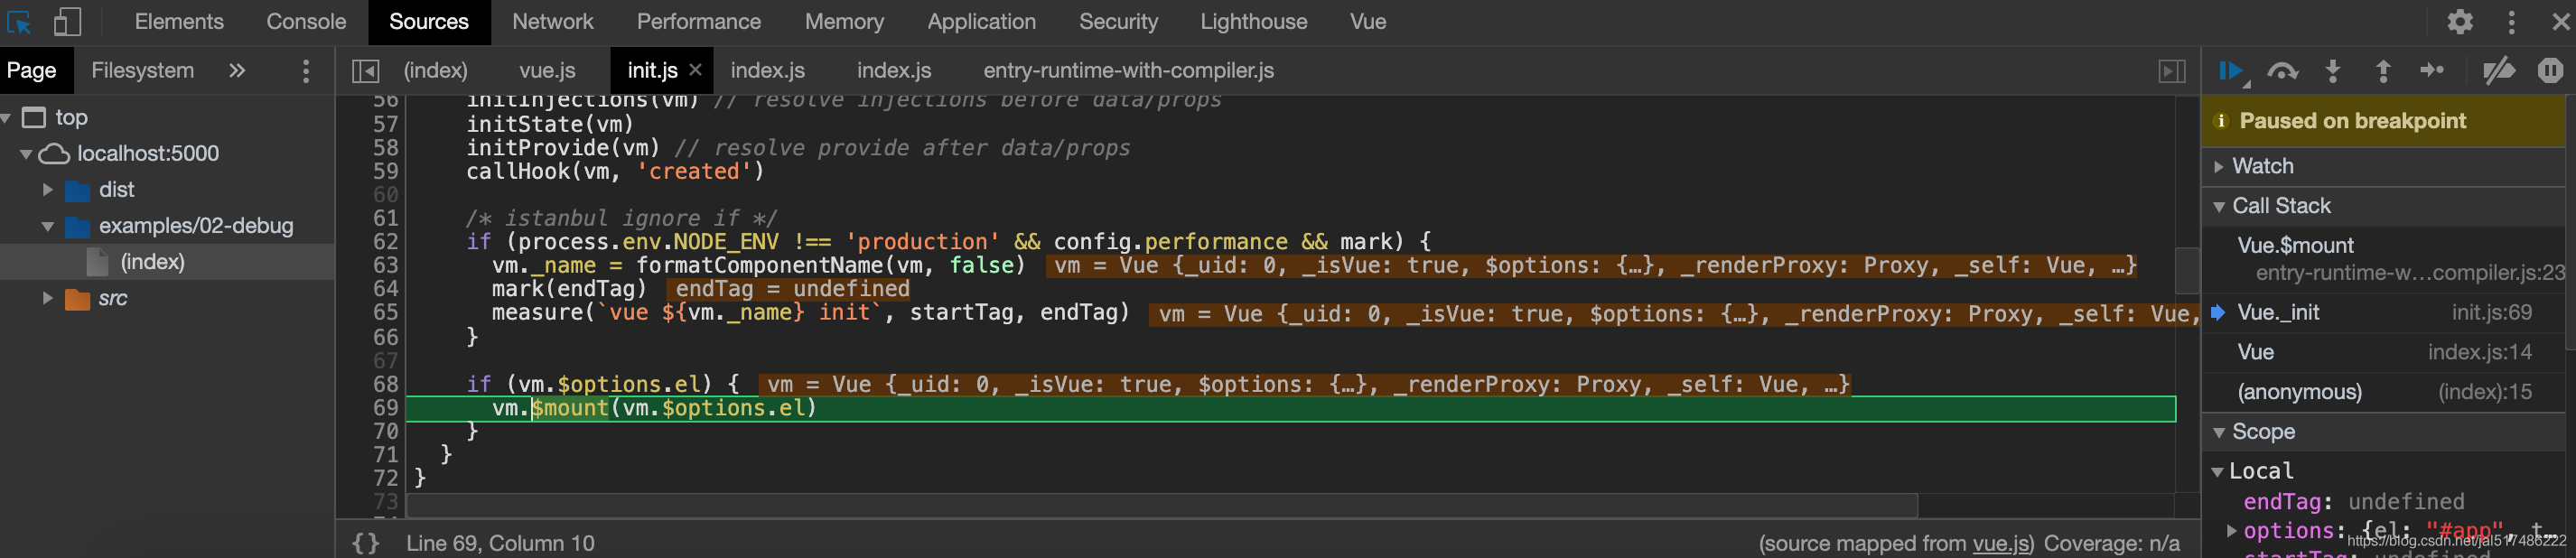 Elements Console Sources Network Performance Memory Application Security Lighthouse Vue
Page Filesystem »
(index) vue.js init.js × index.js index.js entry-runtime-with-compiler.js
top
localhost:5000
dist
examples/02-debug
(index)
src
56 initInjections(vm) // resolve injections before data/props
57 initState(vm)
58 initProvide(vm) // resolve provide after data/props
59 callHook(vm, 'created')
60
61 /* istanbul ignore if */
62 if (process.env.NODE_ENV !== 'production' && config.performance && mark) {
63 vm._name = formatComponentName(vm, false) vm = Vue {_uid: 0, _isVue: true, $options: {…}, _renderProxy: Proxy, _self: Vue, …}
64 mark(endTag) endTag = undefined
65 measure(`vue ${vm._name} init`, startTag, endTag) vm = Vue {_uid: 0, _isVue: true, $options: {…}, _renderProxy: Proxy, _self: Vue,
66 }
67
68 if (vm.$options.el) { vm = Vue {_uid: 0, _isVue: true, $options: {…}, _renderProxy: Proxy, _self: Vue, …}
69 vm.$mount(vm.$options.el)
70 }
71 }
72 }
73
{} Line 69, Column 10 (source mapped from vue.js) Coverage: n/a
Paused on breakpoint
Watch
Call Stack
Vue.$mount
entry-runtime-w…compiler.js:23
Vue._init init.js:69
Vue index.js:14
(anonymous) (index):15
Scope
Local
endTag: undefined
options: {el: "#app", t…
startTag: undefined